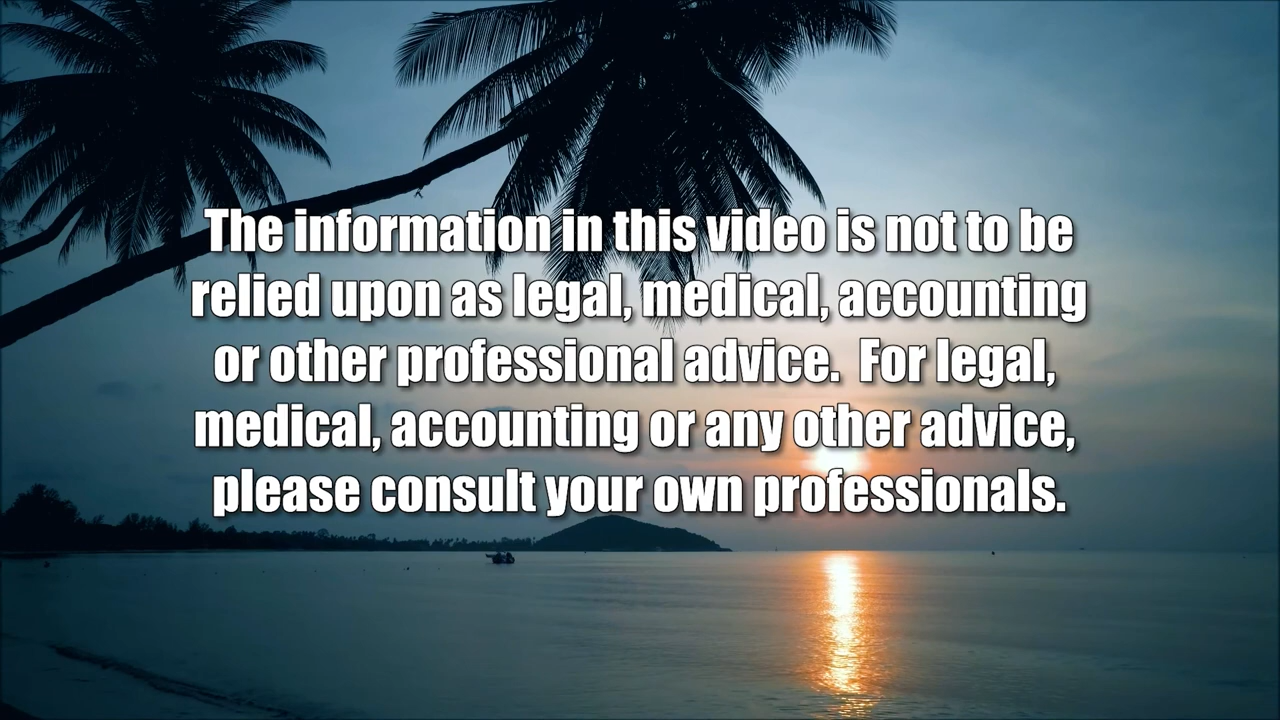 The information in this video is not to be
relied upon as legal, medical, accounting
or other professional advice.  For legal,
medical, accounting or any other advice,
please consult your own professionals.